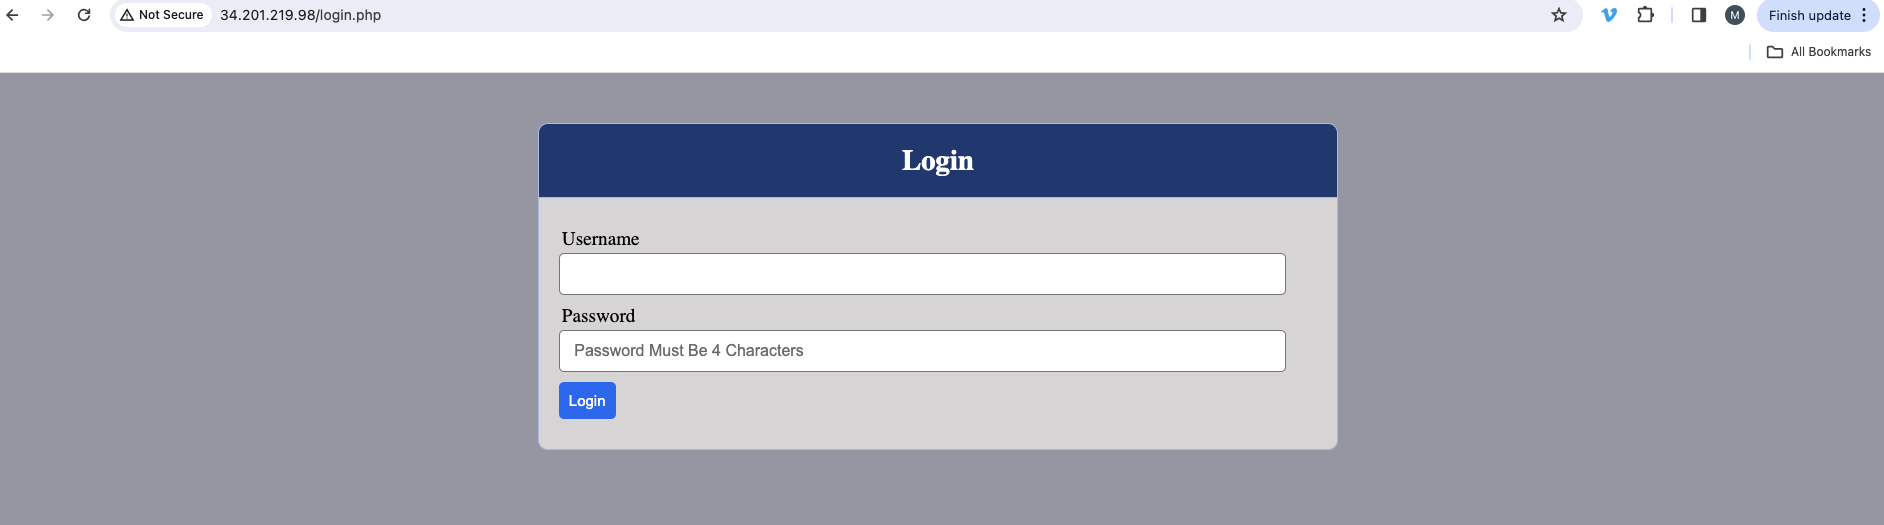 Not Secure 34.201.219.98/login.php M Finish update
All Bookmarks
Login
Username
Password
Password Must Be 4 Characters
Login